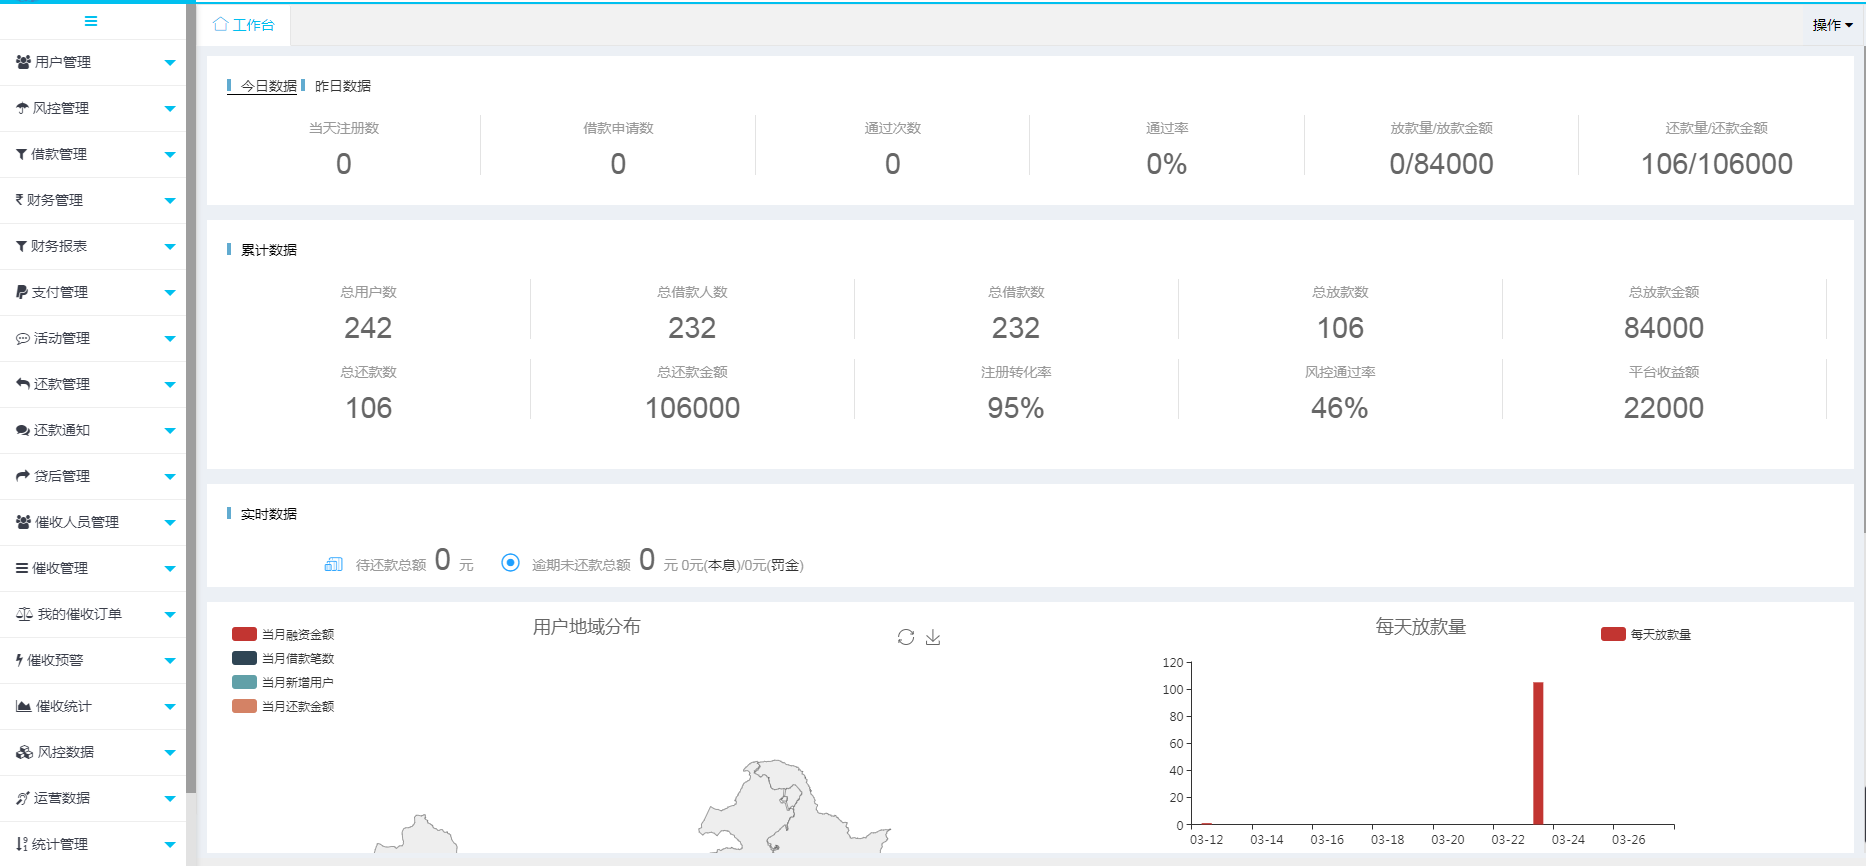 工作台
操作
用户管理
风控管理
借款管理
财务管理
财务报表
支付管理
活动管理
还款管理
还款通知
贷后管理
催收人员管理
催收管理
我的催收订单
催收预警
催收统计
风控数据
运营数据
统计管理
今日数据 昨日数据
当天注册数 借款申请数 通过次数 通过率 放款量/放款金额 还款量/还款金额
0 0 0 0% 0/84000 106/106000
累计数据
总用户数 总借款人数 总借款数 总放款数 总放款金额
242 232 232 106 84000
总还款数 总还款金额 注册转化率 风控通过率 平台收益额
106 106000 95% 46% 22000
实时数据
待还款总额 0 元 逾期未还款总额 0 元 0元(本息)/0元(罚金)
用户地域分布
当月融资金额
当月借款笔数
当月新增用户
当月还款金额
每天放款量
每天放款量
120
100
80
60
40
20
0
03-12 03-14 03-16 03-18 03-20 03-22 03-24 03-26